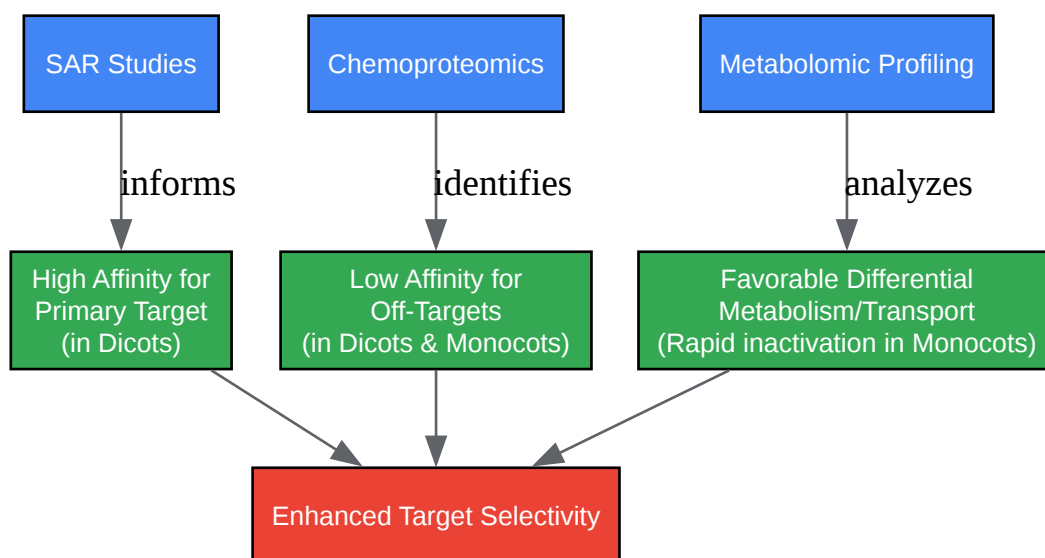 SAR Studies
Chemoproteomics
Metabolomic Profiling
informs
identifies
analyzes
High Affinity for
Primary Target
(in Dicots)
Low Affinity for
Off-Targets
(in Dicots & Monocots)
Favorable Differential
Metabolism/Transport
(Rapid inactivation in Monocots)
Enhanced Target Selectivity